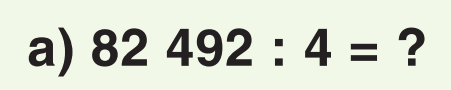 a) 82 492 : 4 = ?